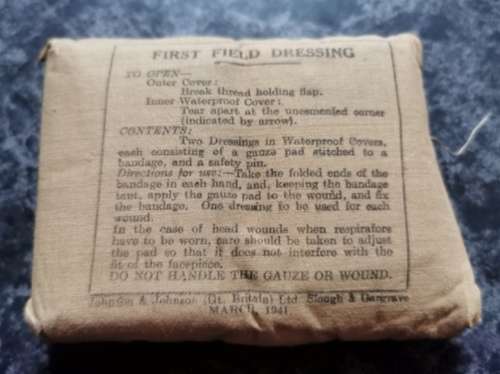 FIRST FIELD DRESSING
TO OPEN—
Outer Cover:
Break thread holding flap.
Inner Waterproof Cover:
Tear apart at the uncemented corner
(indicated by arrow).
CONTENTS:
Two Dressings in Waterproof Covers,
each consisting of a gauze pad stitched to a
bandage, and a safety pin.
Directions for use:—Take the folded ends of the
bandage in each hand, and, keeping the bandage
taut, apply the gauze pad to the wound, and fix
the bandage. One dressing to be used for each
wound.
In the case of head wounds when respirators
have to be worn, care should be taken to adjust
the pad so that it does not interfere with the
fit of the facepiece.
DO NOT HANDLE THE GAUZE OR WOUND.
Johnson & Johnson (Gt. Britain) Ltd. Slough & Gargrave
MARCH, 1941